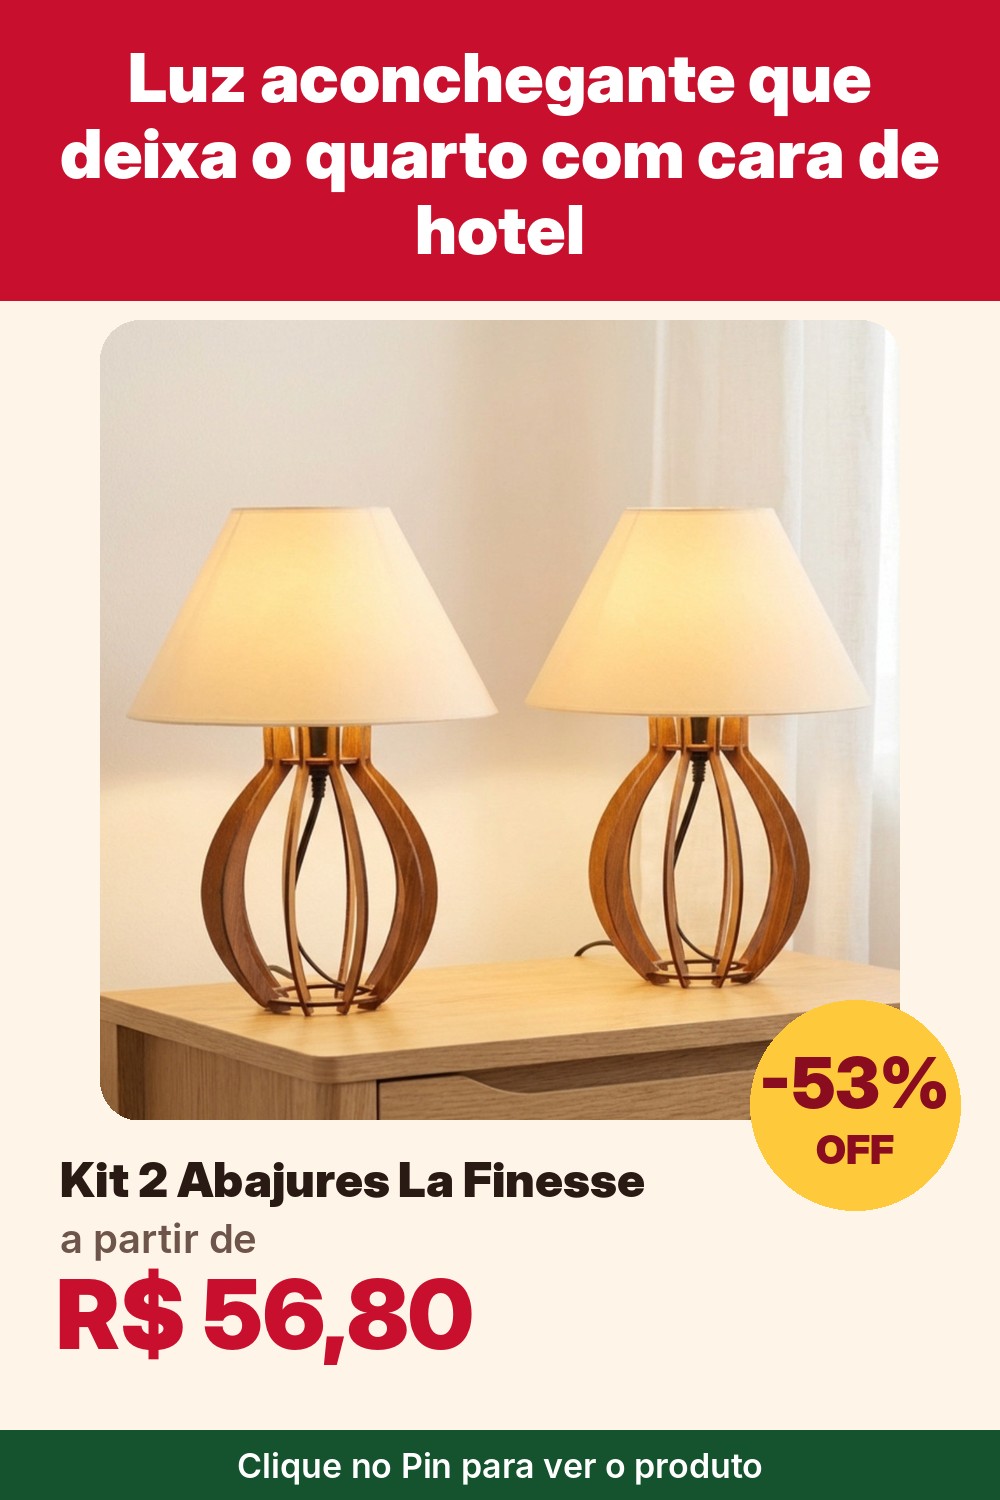 Luz aconchegante que
deixa o quarto com cara de
hotel
-53%
OFF
Kit 2 Abajures La Finesse
a partir de
R$ 56,80
Clique no Pin para ver o produto